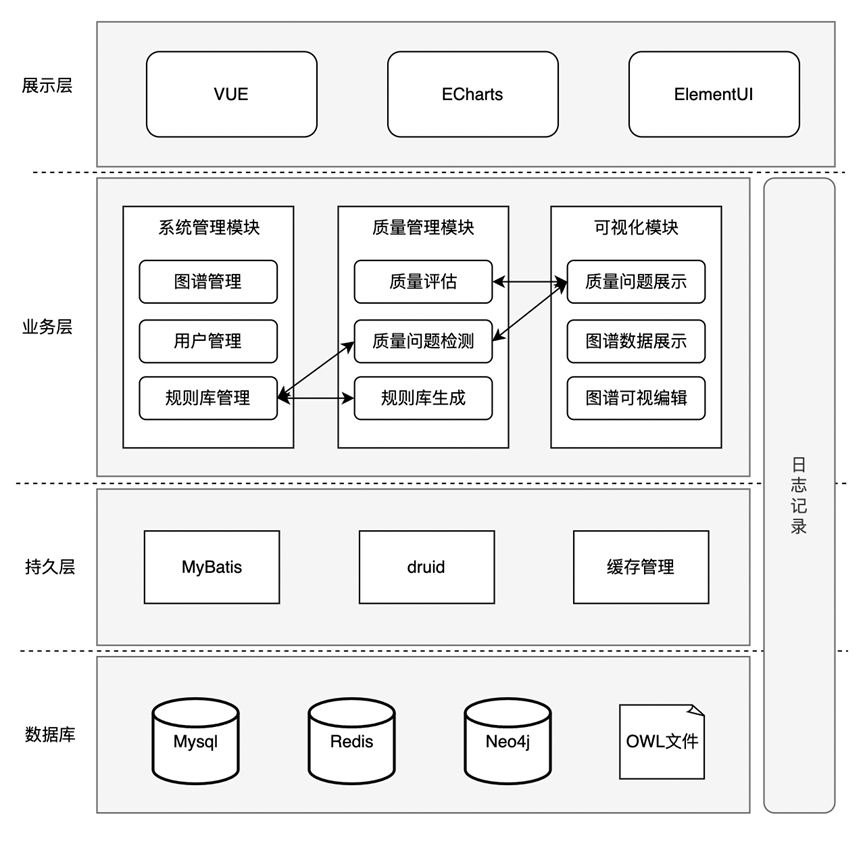 展示层
VUE
ECharts
ElementUI
业务层
系统管理模块
图谱管理
用户管理
规则库管理
质量管理模块
质量评估
质量问题检测
规则库生成
可视化模块
质量问题展示
图谱数据展示
图谱可视编辑
持久层
MyBatis
druid
缓存管理
数据库
Mysql
Redis
Neo4j
OWL文件
日志记录